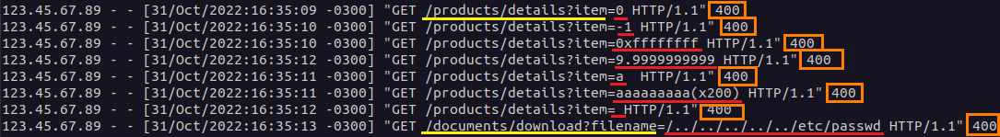 123.45.67.89 - - [31/Oct/2022:16:35:09 -0300] "GET /products/details?item=0 HTTP/1.1" 400
123.45.67.89 - - [31/Oct/2022:16:35:10 -0300] "GET /products/details?item=-1 HTTP/1.1" 400
123.45.67.89 - - [31/Oct/2022:16:35:10 -0300] "GET /products/details?item=0xffffffff HTTP/1.1" 400
123.45.67.89 - - [31/Oct/2022:16:35:12 -0300] "GET /products/details?item=9.9999999999 HTTP/1.1" 400
123.45.67.89 - - [31/Oct/2022:16:35:11 -0300] "GET /products/details?item=a  HTTP/1.1" 400
123.45.67.89 - - [31/Oct/2022:16:35:11 -0300] "GET /products/details?item=aaaaaaaaa(x200) HTTP/1.1" 400
123.45.67.89 - - [31/Oct/2022:16:35:12 -0300] "GET /products/details?item= HTTP/1.1" 400
123.45.67.89 - - [31/Oct/2022:16:35:13 -0300] "GET /documents/download?filename=/../../../../../etc/passwd HTTP/1.1" 400